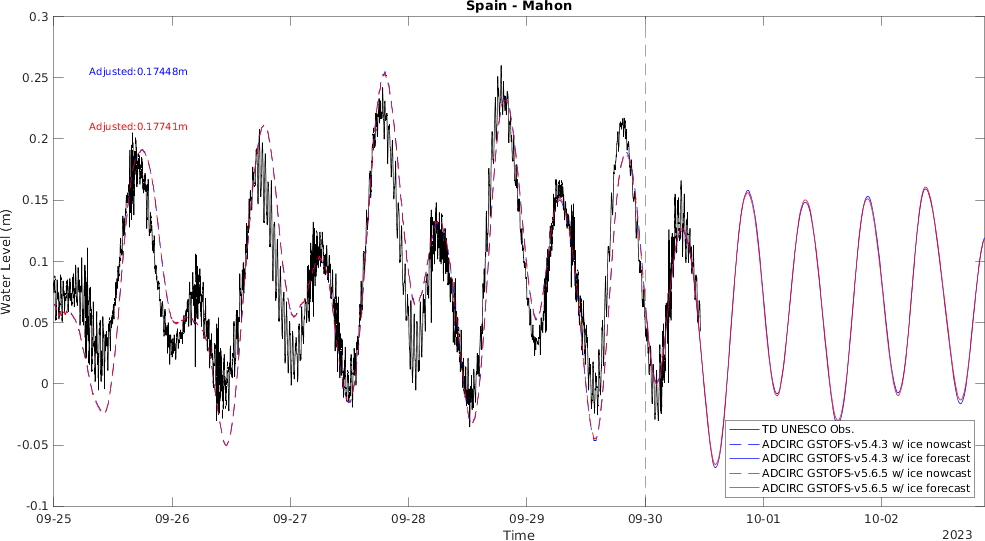 Spain - Mahon
0.3
0.25
0.2
0.15
0.1
0.05
0
-0.05
-0.1
Water Level (m)
Adjusted:0.17448m
Adjusted:0.17741m
TD UNESCO Obs.
ADCIRC GSTOFS-v5.4.3 w/ ice nowcast
ADCIRC GSTOFS-v5.4.3 w/ ice forecast
ADCIRC GSTOFS-v5.6.5 w/ ice nowcast
ADCIRC GSTOFS-v5.6.5 w/ ice forecast
09-25 09-26 09-27 09-28 09-29 09-30 10-01 10-02
Time
2023